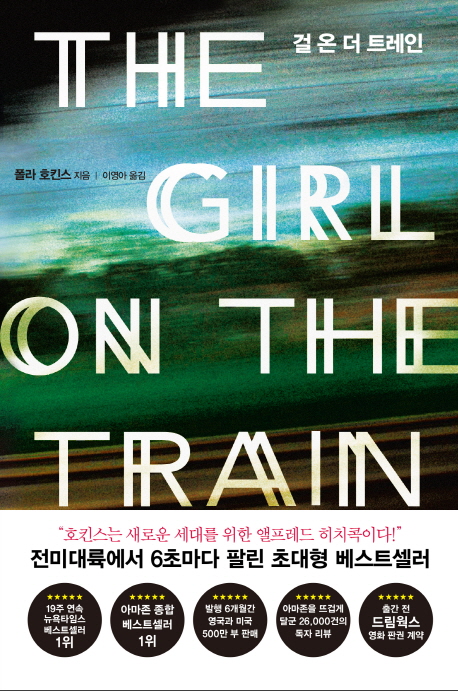 THE
걸 온 더 트레인
폴라 호킨스 지음 | 이영아 옮김
GIRL
ON THE
TRAIN
“호킨스는 새로운 세대를 위한 앨프레드 히치콕이다!”
전미대륙에서 6초마다 팔린 초대형 베스트셀러
★★★★★
19주 연속
뉴욕타임스
베스트셀러
1위
★★★★★
아마존 종합
베스트셀러
1위
★★★★★
발행 6개월간
영국과 미국
500만 부 판매
★★★★★
아마존을 뜨겁게
달군 26,000건의
독자 리뷰
★★★★★
출간 전
드림웍스
영화 판권 계약